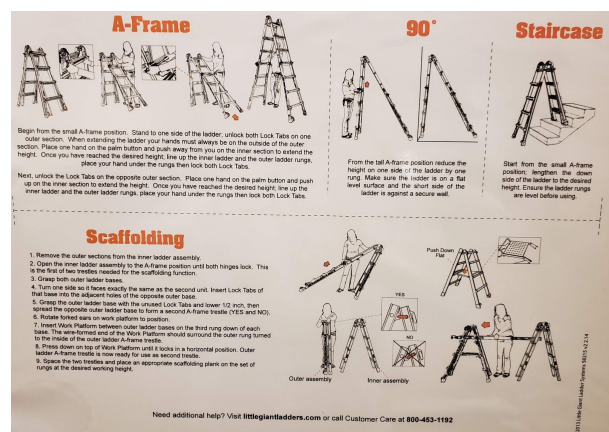 A-Frame
Begin from the small A-frame position. Stand to one side of the ladder; unlock both Lock Tabs on one
outer section. When extending the ladder your hands must always be on the outside of the outer
section. Place one hand on the palm button and push away from you on the inner section to extend the
height. Once you have reached the desired height; line up the inner ladder and the outer ladder rungs,
place your hand under the rungs then lock both Lock Tabs.
Next, unlock the Lock Tabs on the opposite outer section. Place one hand on the palm button and push
up on the inner section to extend height. Once you have reached the desired height; line up the
inner ladder and the outer ladder rungs, place your hand under the rungs then lock both Lock Tabs.
90°
From the tall A-frame position reduce the
height on one side of the ladder by one
rung. Make sure the ladder is on a flat
level surface and the short side of the
ladder is against a secure wall.
Staircase
Start from the small A-frame
position; lengthen the down
side of the ladder to the desired
height. Ensure the ladder rungs
are level before using.
Scaffolding
1. Remove the outer sections from the inner ladder assembly.
2. Open the inner ladder assembly to the A-frame position until both hinges lock. This
is the first of two trestles needed for the scaffolding function.
3. Grasp both outer ladder bases.
4. Turn one side so it faces exactly the same as the second unit. Insert Lock Tabs of
that base into the adjacent holes of the opposite outer base.
5. Grasp the outer ladder base with the unused Lock Tabs and lower 1/2 inch, then
spread the opposite outer ladder base to form a second A-frame trestle (YES and NO).
6. Rotate forked ears on work platform to position.
7. Insert Work Platform between outer ladder bases on the third rung down of each
base. The wire-formed end of the Work Platform should surround the outer rung turned
to the inside of the outer ladder A-frame trestle.
8. Press down on top of Work Platform until it locks in a horizontal position. Outer
ladder A-frame trestle is now ready for use as second trestle.
9. Space the two trestles and place an appropriate scaffolding plank on the set of
rungs at the desired working height.
Push Down
Flat
YES
NO
Outer assembly
Inner assembly
Need additional help? Visit littlegiantladders.com or call Customer Care at 800-453-1192
2013 Little Giant Ladder Systems 56215 v2.2.14